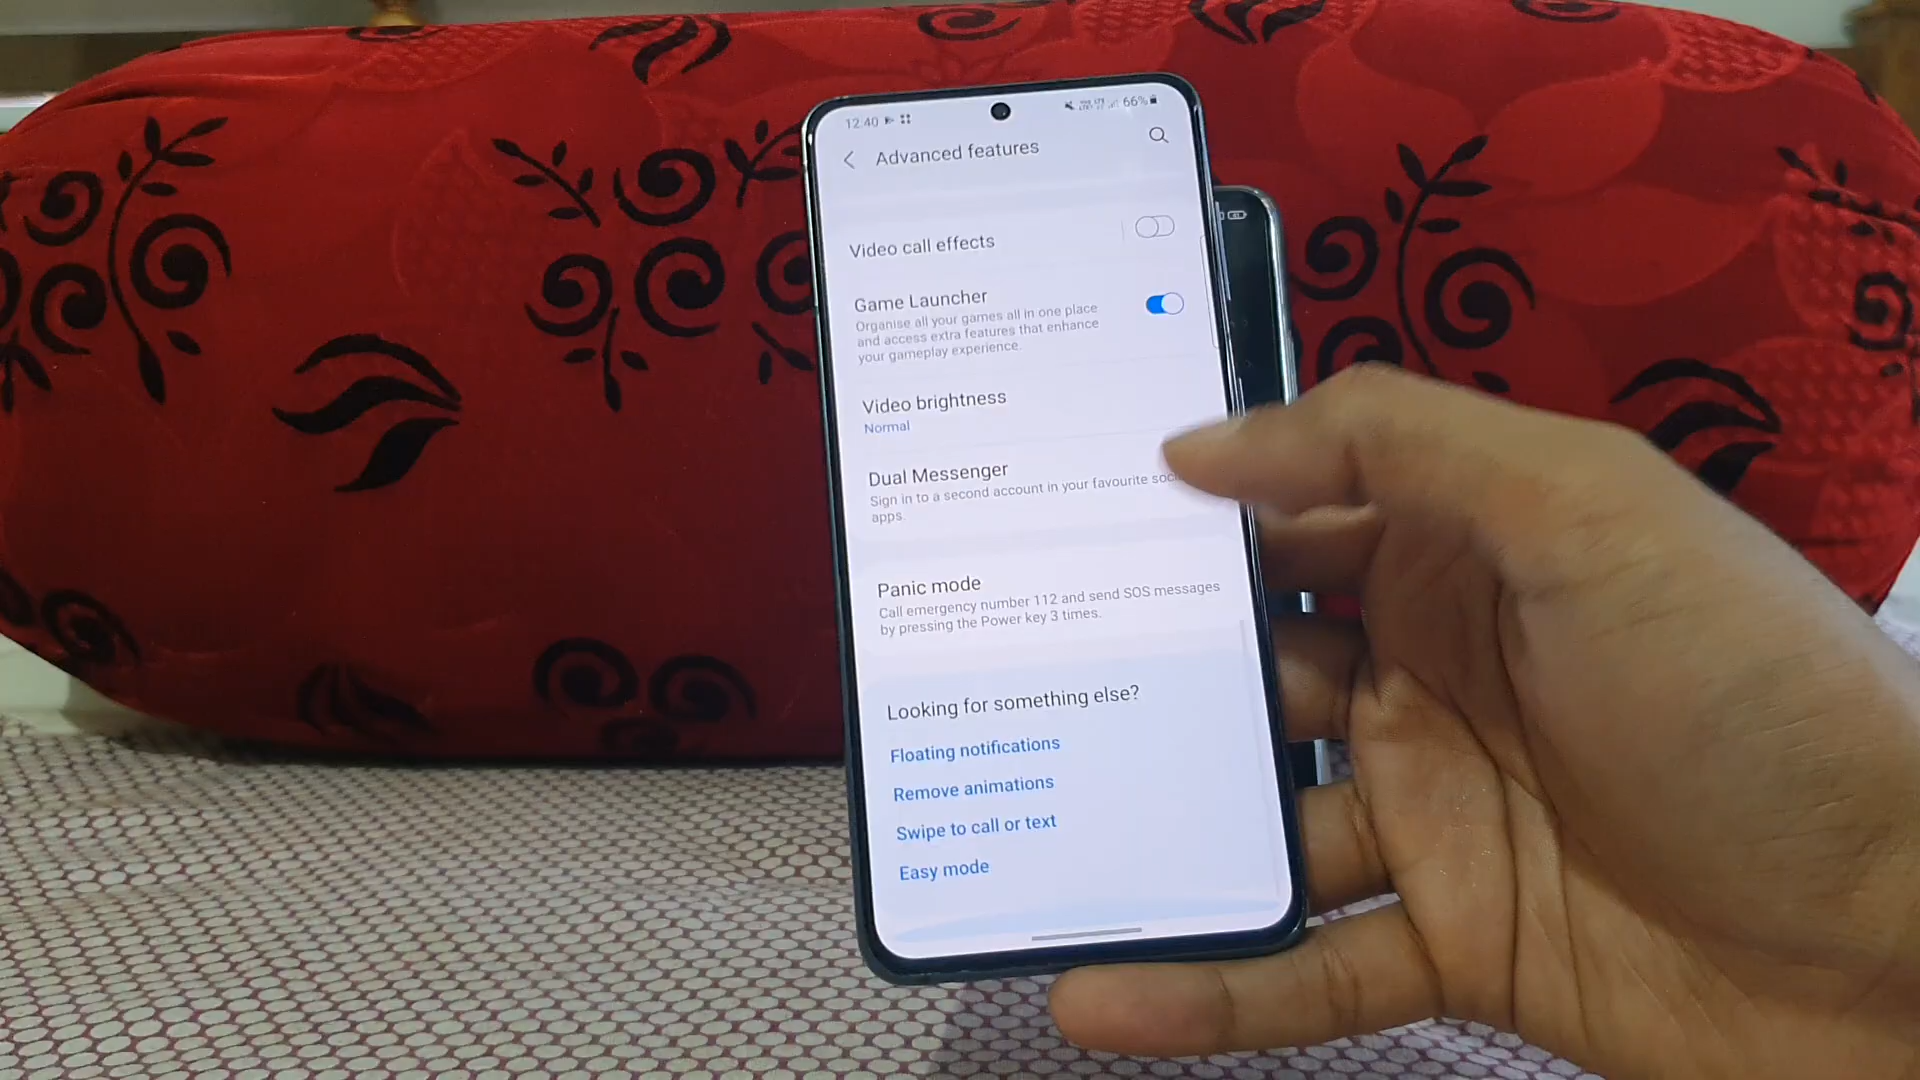 12.40
66%
Advanced features
Video call effects
Game Launcher
Organise all your games all in one place
and access extra features that enhance
your gameplay experience.
Video brightness
Normal
Dual Messenger
Sign in to a second account in your favourite
apps.
Panic mode
Call emergency number 112 and send SOS messages
by pressing the Power key 3 times.
Looking for something else?
Floating notifications
Remove animations
Swipe to call or text
Easy mode